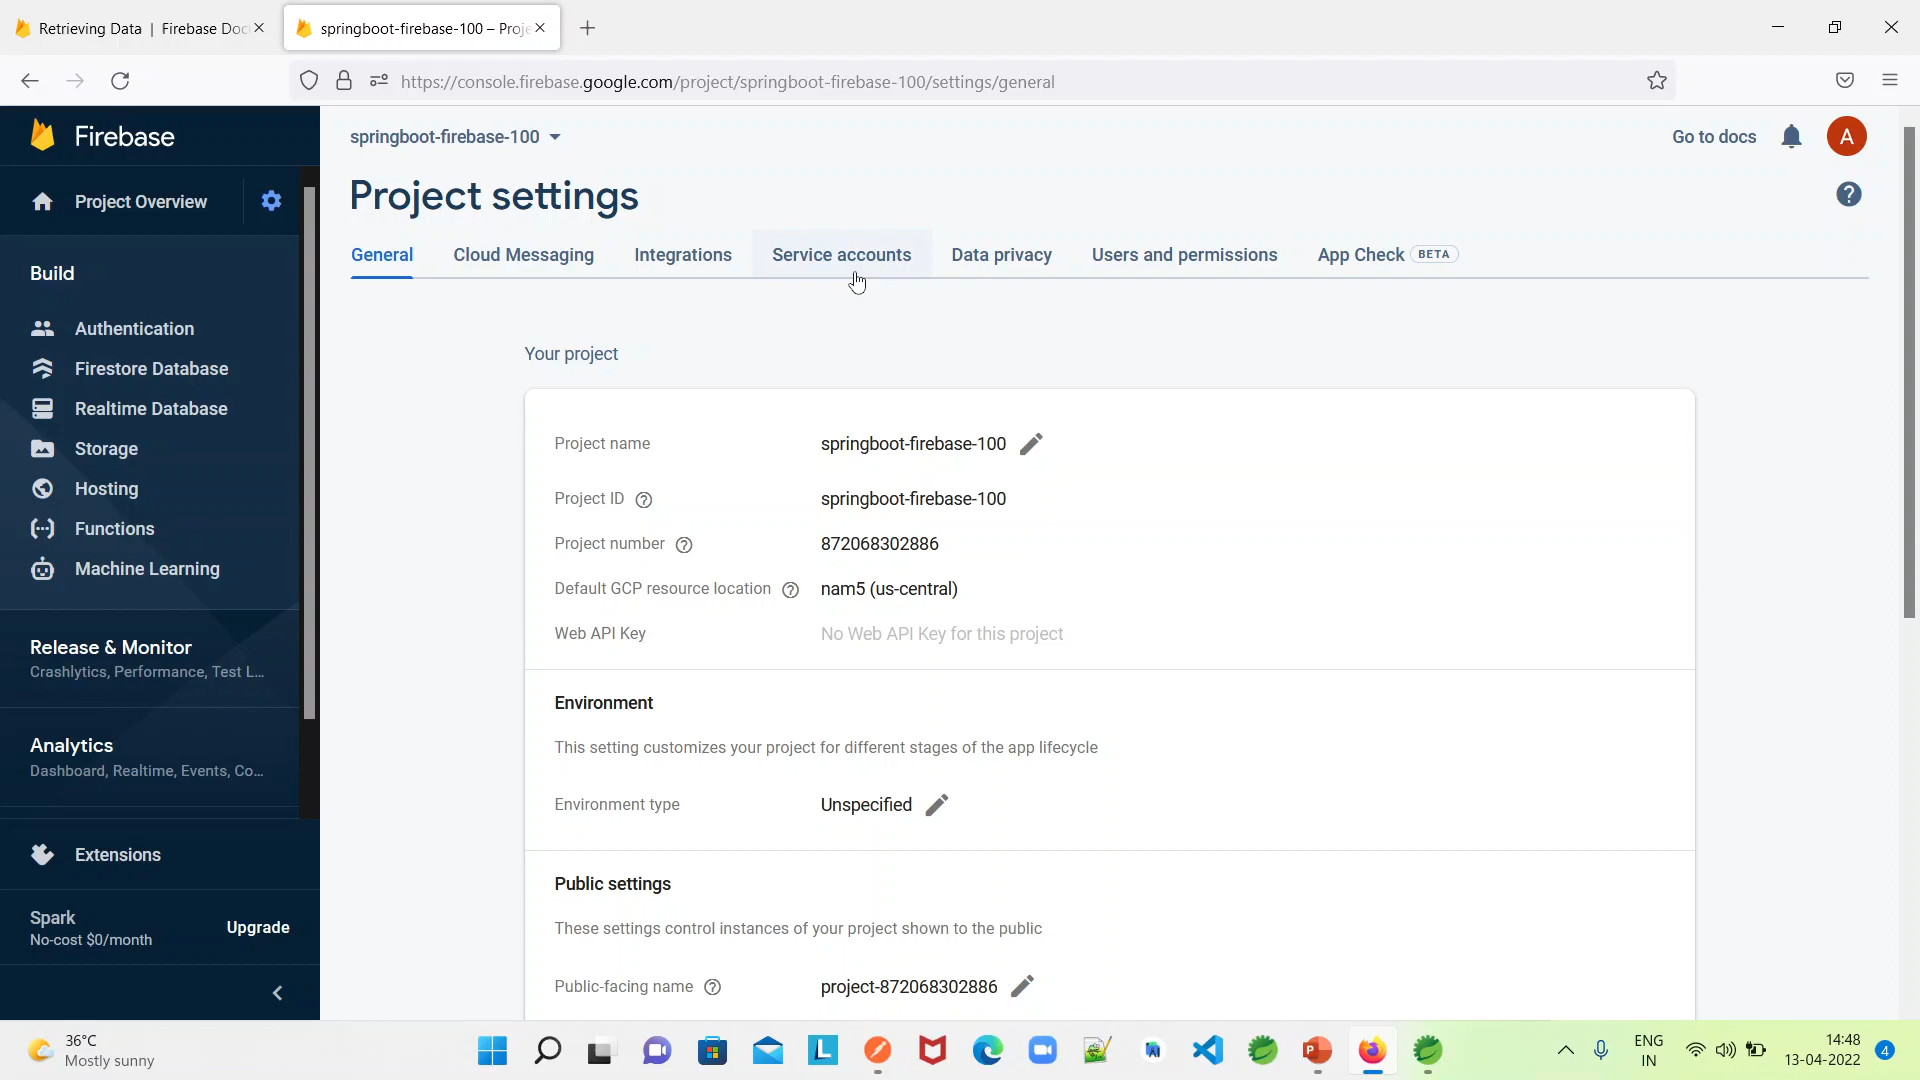 Retrieving Data | Firebase Doc
springboot-firebase-100 – Proje
https://console.firebase.google.com/project/springboot-firebase-100/settings/general
Firebase
springboot-firebase-100
Go to docs
A
Project Overview
Project settings
General Cloud Messaging Integrations Service accounts Data privacy Users and permissions App Check BETA
Build
Authentication
Firestore Database
Realtime Database
Storage
Hosting
Functions
Machine Learning
Release & Monitor
Crashlytics, Performance, Test L...
Analytics
Dashboard, Realtime, Events, Co...
Extensions
Spark
No-cost $0/month
Upgrade
Your project
Project name springboot-firebase-100
Project ID springboot-firebase-100
Project number 872068302886
Default GCP resource location nam5 (us-central)
Web API Key No Web API Key for this project
Environment
This setting customizes your project for different stages of the app lifecycle
Environment type Unspecified
Public settings
These settings control instances of your project shown to the public
Public-facing name project-872068302886
36°C
Mostly sunny
ENG
IN
14:48
13-04-2022
4